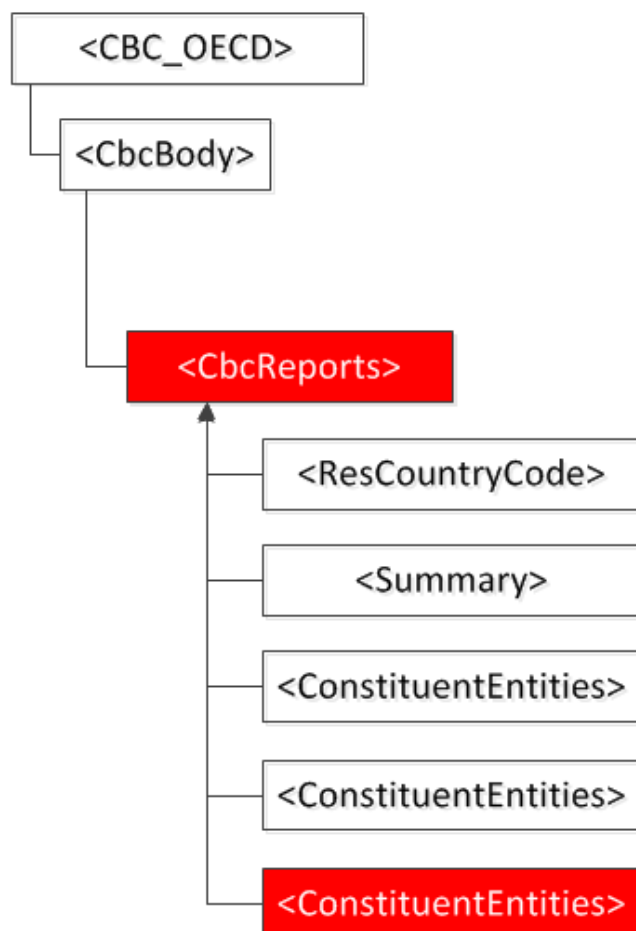 <CBC_OECD>
<CbcBody>
<CbcReports>
<ResCountryCode>
<Summary>
<ConstituentEntities>
<ConstituentEntities>
<ConstituentEntities>